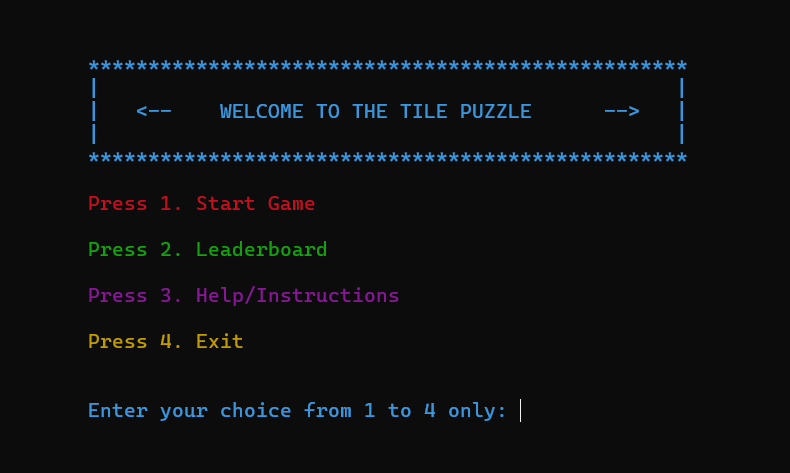 **************************************************
|                                                |
|   <--    WELCOME TO THE TILE PUZZLE      -->   |
|                                                |
**************************************************
Press 1. Start Game
Press 2. Leaderboard
Press 3. Help/Instructions
Press 4. Exit
Enter your choice from 1 to 4 only: